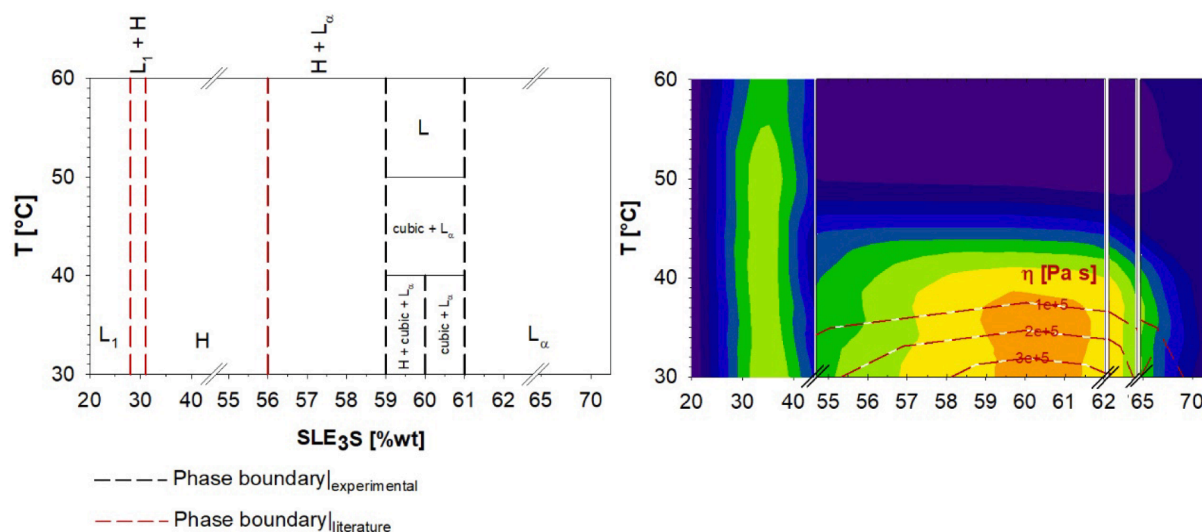 L₁ + H
H + Lα
60
50
40
30
T [°C]
L
cubic + Lα
H + cubic + Lα
cubic + Lα
L₁
H
Lα
20 30 40 55 56 57 58 59 60 61 62 65 70
SLE₃S [%wt]
Phase boundary|experimental
Phase boundary|literature
60
50
40
30
T [°C]
η [Pa s]
1e+5
2e+5
3e+5
20 30 40 55 56 57 58 59 60 61 62 65 70